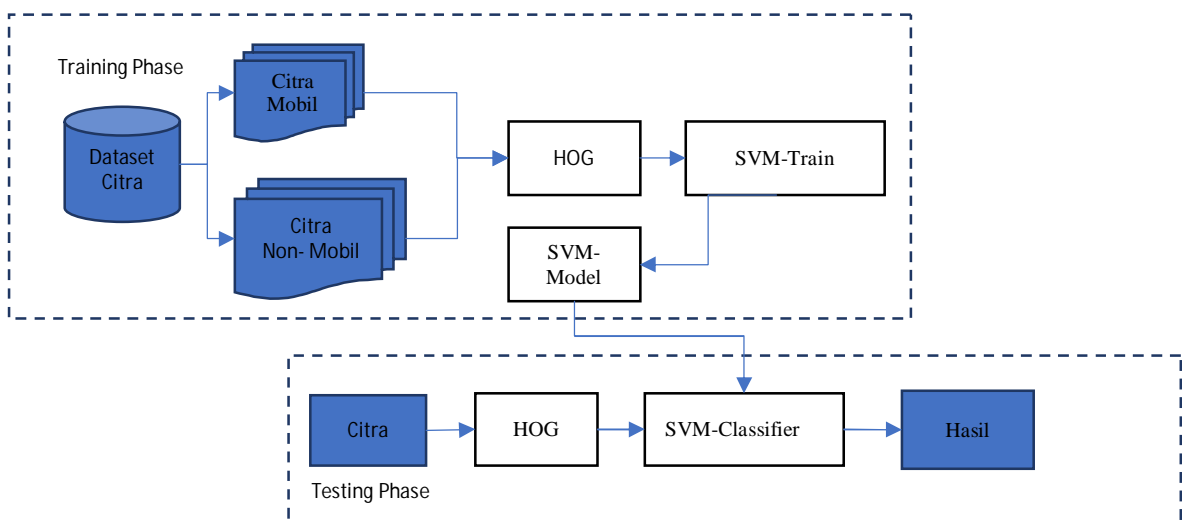 Training Phase
Dataset
Citra
Citra
Mobil
Citra
Non- Mobil
HOG
SVM-Train
SVM-
Model
Citra
HOG
SVM-Classifier
Hasil
Testing Phase